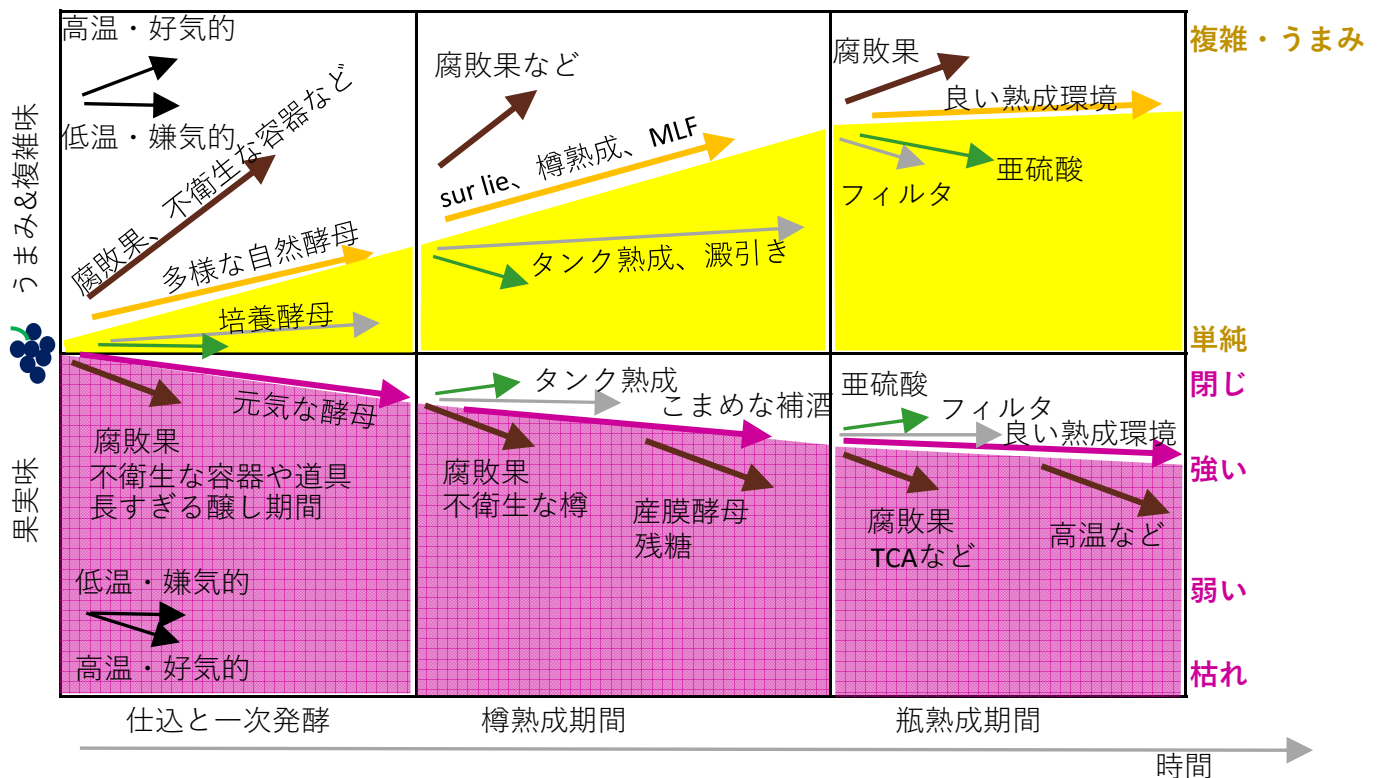 うまみ&複雑味
高温・好気的
低温・嫌気的
腐敗果、不衛生な容器など
多様な自然酵母
培養酵母
腐敗果など
sur lie、樽熟成、MLF
タンク熟成、澱引き
腐敗果
良い熟成環境
亜硫酸
フィルタ
複雑・うまみ
単純
果実味
元気な酵母
腐敗果
不衛生な容器や道具
長すぎる醸し期間
低温・嫌気的
高温・好気的
タンク熟成
こまめな補酒
腐敗果
不衛生な樽
産膜酵母
残糖
亜硫酸
フィルタ
良い熟成環境
腐敗果
TCAなど
高温など
閉じ
強い
弱い
枯れ
仕込と一次発酵
樽熟成期間
瓶熟成期間
時間